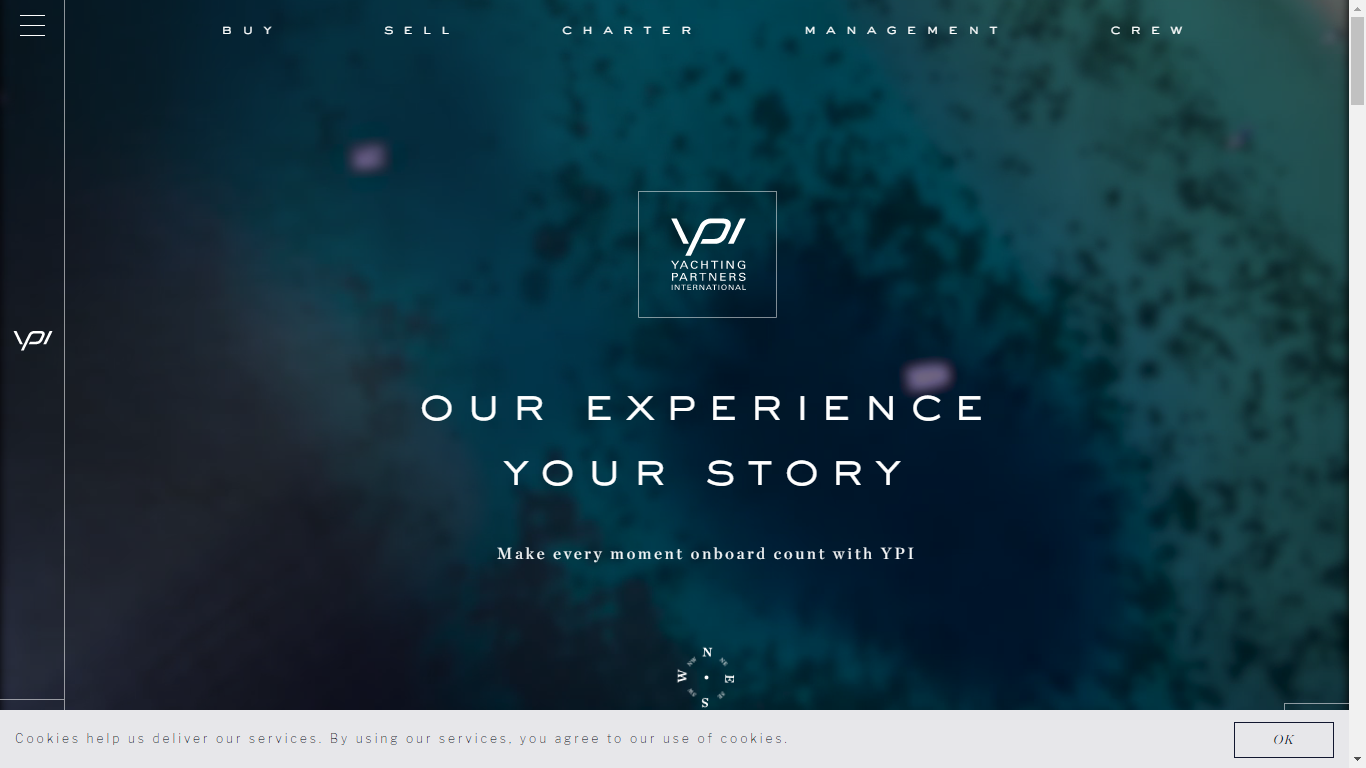 BUY SELL CHARTER MANAGEMENT CREW
YPI
YACHTING
PARTNERS
INTERNATIONAL
YPI
OUR EXPERIENCE
YOUR STORY
Make every moment onboard count with YPI
N
NW NE
W E
SW SE
S
Cookies help us deliver our services. By using our services, you agree to our use of cookies.
OK